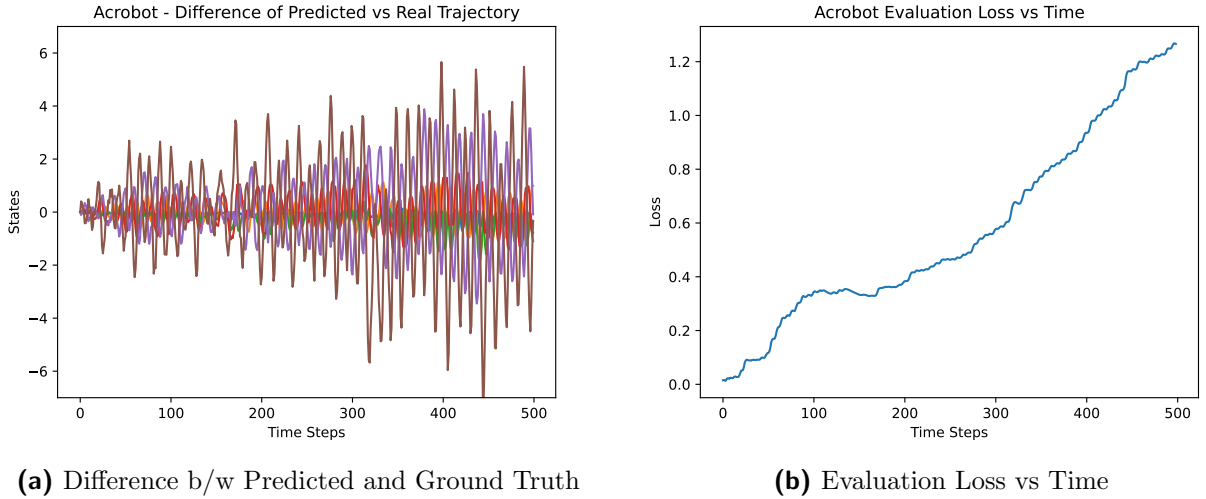 Acrobot - Difference of Predicted vs Real Trajectory
6
4
2
0
−2
−4
−6
States
0 100 200 300 400 500
Time Steps
(a) Difference b/w Predicted and Ground Truth
Acrobot Evaluation Loss vs Time
1.2
1.0
0.8
0.6
0.4
0.2
0.0
Loss
0 100 200 300 400 500
Time Steps
(b) Evaluation Loss vs Time